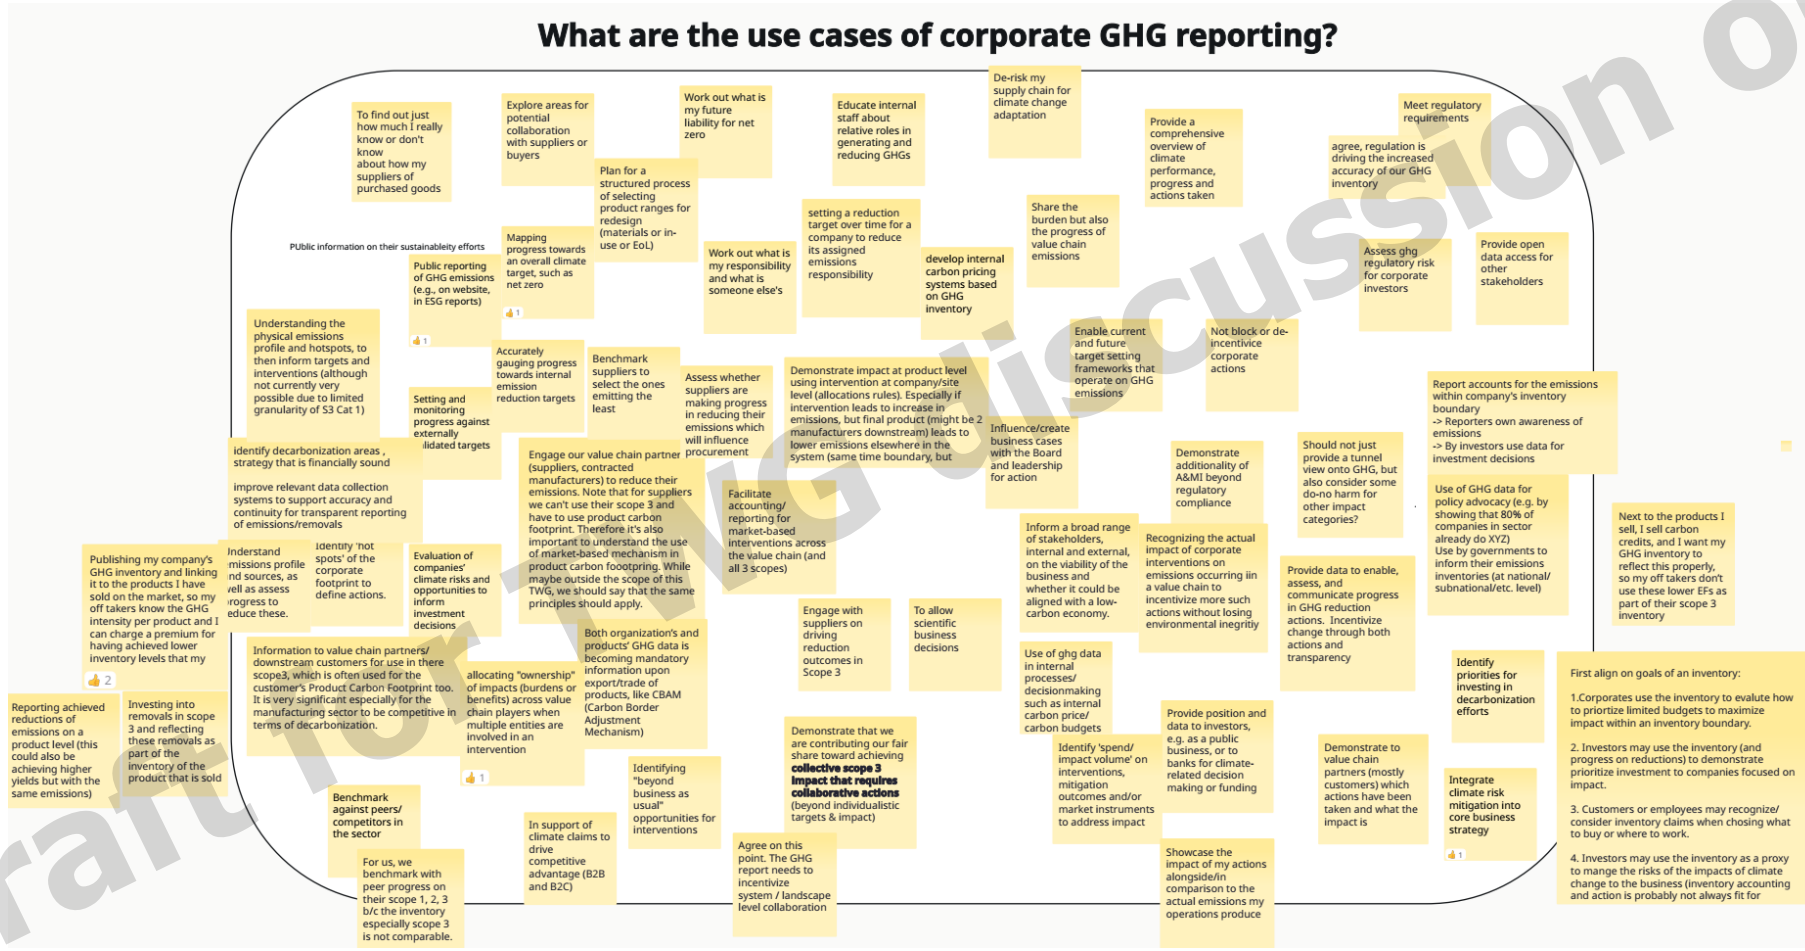 What are the use cases of corporate GHG reporting?
To find out just
how much I really
know or don't
know
about how my
suppliers of
purchased goods
Explore areas for
potential
collaboration
with suppliers or
buyers
Work out what is
my future
liability for net
zero
Educate internal
staff about
relative roles in
generating and
reducing GHGs
De-risk my
supply chain for
climate change
adaptation
Provide a
comprehensive
overview of
climate
performance,
progress and
actions taken
Meet regulatory
requirements
agree, regulation is
driving the increased
accuracy of our GHG
inventory
Plan for a
structured process
of selecting
product ranges for
redesign
(materials or in-
use or EoL)
setting a reduction
target over time for a
company to reduce
its assigned
emissions
responsibility
Share the
burden but also
the progress of
value chain
emissions
PUblic information on their sustainableity efforts
Public reporting
of GHG emissions
(e.g., on website,
in ESG reports)
1
Mapping
progress towards
an overall climate
target, such as
net zero
1
Work out what is
my responsibility
and what is
someone else's
develop internal
carbon pricing
systems based
on GHG
inventory
Assess ghg
regulatory risk
for corporate
investors
Provide open
data access for
other
stakeholders
Understanding the
physical emissions
profile and hotspots, to
then inform targets and
interventions (although
not currently very
possible due to limited
granularity of S3 Cat 1)
Accurately
gauging progress
towards internal
emission
reduction targets
Benchmark
suppliers to
select the ones
emitting the
least
Assess whether
suppliers are
making progress
in reducing their
emissions which
will influence
procurement
Demonstrate impact at product level
using intervention at company/site
level (allocations rules). Especially if
intervention leads to increase in
emissions, but final product (might be 2
manufacturers downstream) leads to
lower emissions elsewhere in the
system (same time boundary, but
Enable current
and future
target setting
frameworks that
operate on GHG
emissions
Not block or de-
incentivice
corporate
actions
Report accounts for the emissions
within company's inventory
boundary
-> Reporters own awareness of
emissions
-> By investors use data for
investment decisions
Setting and
monitoring
progress against
externally
validated targets
identify decarbonization areas ,
strategy that is financially sound
improve relevant data collection
systems to support accuracy and
continuity for transparent reporting
of emissions/removals
Engage our value chain partner
(suppliers, contracted
manufacturers) to reduce their
emissions. Note that for suppliers
we can't use their scope 3 and
have to use product carbon
footprint. Therefore it's also
important to understand the use
of market-based mechanism in
product carbon foootpring. While
maybe outside the scope of this
TWG, we should say that the same
principles should apply.
Facilitate
accounting/
reporting for
market-based
interventions across
the value chain (and
all 3 scopes)
Influence/create
business cases
with the Board
and leadership
for action
Demonstrate
additionality of
A&MI beyond
regulatory
compliance
Should not just
provide a tunnel
view onto GHG, but
also consider some
do-no harm for
other impact
categories?
Use of GHG data for
policy advocacy (e.g. by
showing that 80% of
companies in sector
already do XYZ)
Use by governments to
inform their emissions
inventories (at national/
subnational/etc. level)
Next to the products I
sell, I sell carbon
credits, and I want my
GHG inventory to
reflect this properly,
so my off takers don't
use these lower EFs as
part of their scope 3
inventory
Publishing my company's
GHG inventory and linking
it to the products I have
sold on the market, so my
off takers know the GHG
intensity per product and I
can charge a premium for
having achieved lower
inventory levels that my
2
Understand
emissions profile
and sources, as
well as assess
progress to
reduce these.
Identify 'hot
spots' of the
corporate
footprint to
define actions.
Evaluation of
companies'
climate risks and
opportunities to
inform
investment
decisions
Inform a broad range
of stakeholders,
internal and external,
on the viability of the
business and
whether it could be
aligned with a low-
carbon economy.
Recognizing the actual
impact of corporate
interventions on
emissions occurring iin
a value chain to
incentivize more such
actions without losing
environmental inegritiy
Provide data to enable,
assess, and
communicate progress
in GHG reduction
actions.  Incentivize
change through both
actions and
transparency
Engage with
suppliers on
driving
reduction
outcomes in
Scope 3
To allow
scientific
business
decisions
Information to value chain partners/
downstream customers for use in there
scope3, which is often used for the
customer's Product Carbon Footprint too.
It is very significant especially for the
manufacturing sector to be competitive in
terms of decarbonization.
Both organization's and
products' GHG data is
becoming mandatory
information upon
export/trade of
products, like CBAM
(Carbon Border
Adjustment
Mechanism)
allocating "ownership"
of impacts (burdens or
benefits) across value
chain players when
multiple entities are
involved in an
intervention
1
Use of ghg data
in internal
processes/
decisionmaking
such as internal
carbon price/
carbon budgets
Identify
priorities for
investing in
decarbonization
efforts
First align on goals of an inventory:
1.Corporates use the inventory to evalute how
to priortize limited budgets to maximize
impact within an inventory boundary.
2. Investors may use the inventory (and
progress on reductions) to demonstrate
prioritize investment to companies focused on
impact.
3. Customers or employees may recognize/
consider inventory claims when chosing what
to buy or where to work.
4. Investors may use the inventory as a proxy
to mange the risks of the impacts of climate
change to the business (inventory accounting
and action is probably not always fit for
Reporting achieved
reductions of
emissions on a
product level (this
could also be
achieving higher
yields but with the
same emissions)
Investing into
removals in scope
3 and reflecting
these removals as
part of the
inventory of the
product that is sold
Demonstrate that we
are contributing our fair
share toward achieving
collective scope 3
impact that requires
collaborative actions
(beyond individualistic
targets & impact)
Provide position and
data to investors,
e.g. as a public
business, or to
banks for climate-
related decision
making or funding
Identify 'spend/
impact volume' on
interventions,
mitigation
outcomes and/or
market instruments
to address impact
Demonstrate to
value chain
partners (mostly
customers) which
actions have been
taken and what the
impact is
Integrate
climate risk
mitigation into
core business
strategy
1
Identifying
"beyond
business as
usual"
opportunities for
interventions
Benchmark
against peers/
competitors in
the sector
In support of
climate claims to
drive
competitive
advantage (B2B
and B2C)
Agree on this
point. The GHG
report needs to
incentivize
system / landscape
level collaboration
For us, we
benchmark with
peer progress on
their scope 1, 2, 3
b/c the inventory
especially scope 3
is not comparable.
Showcase the
impact of my actions
alongside/in
comparison to the
actual emissions my
operations produce
raft for TWG discussion o